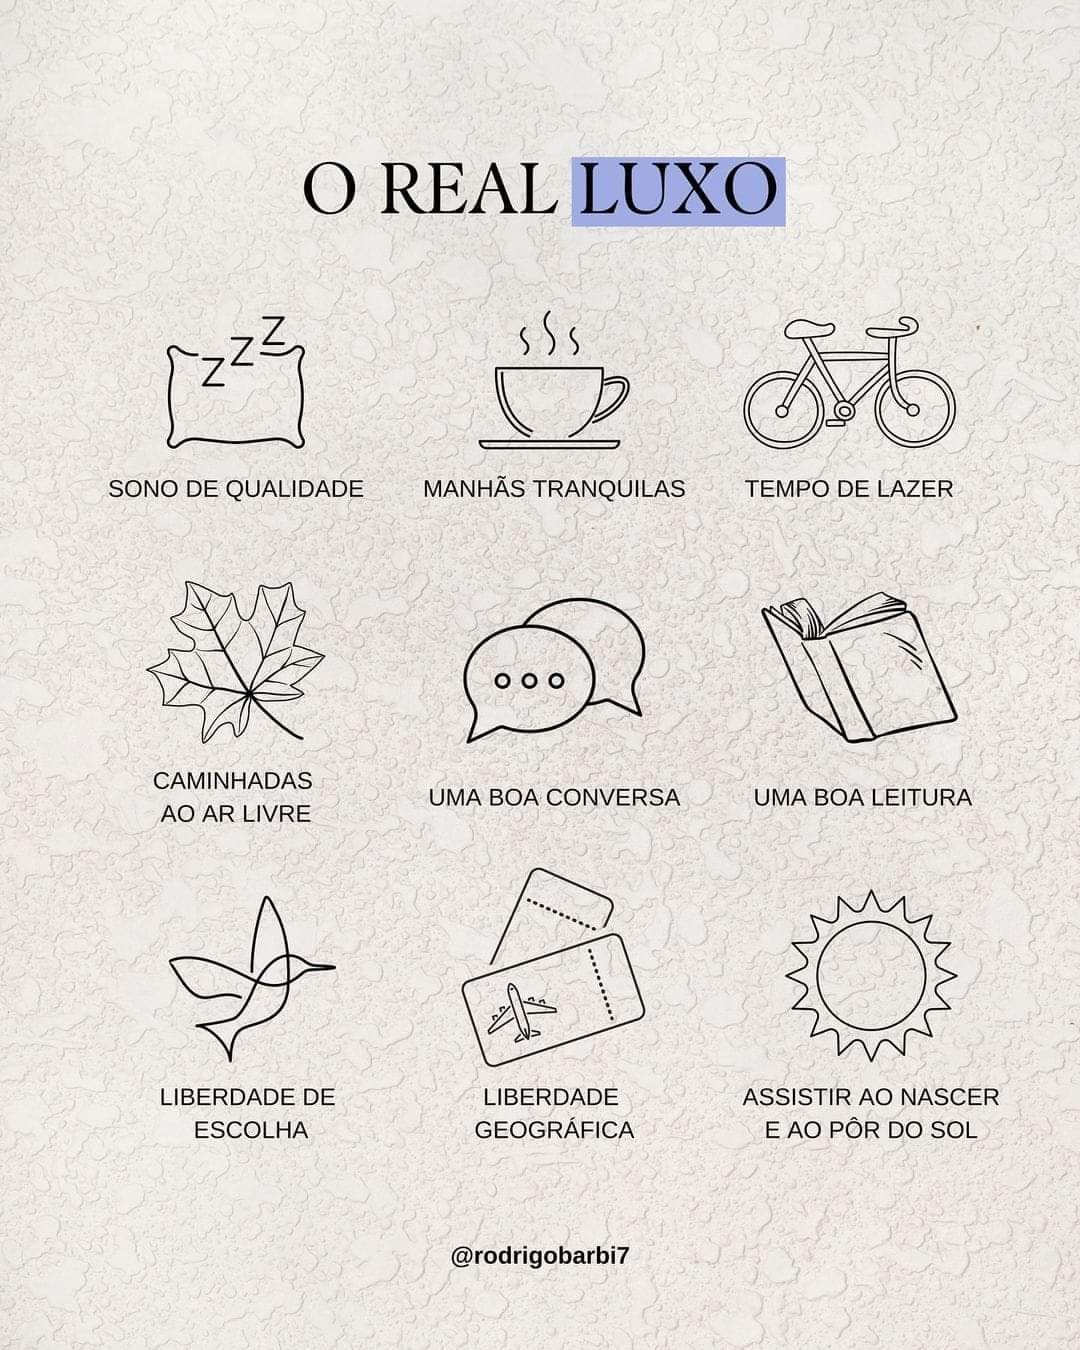 O REAL LUXO
Z Z Z
SONO DE QUALIDADE
MANHÃS TRANQUILAS
TEMPO DE LAZER
CAMINHADAS
AO AR LIVRE
UMA BOA CONVERSA
UMA BOA LEITURA
LIBERDADE DE
ESCOLHA
LIBERDADE
GEOGRÁFICA
ASSISTIR AO NASCER
E AO PÔR DO SOL
@rodrigobarbi7